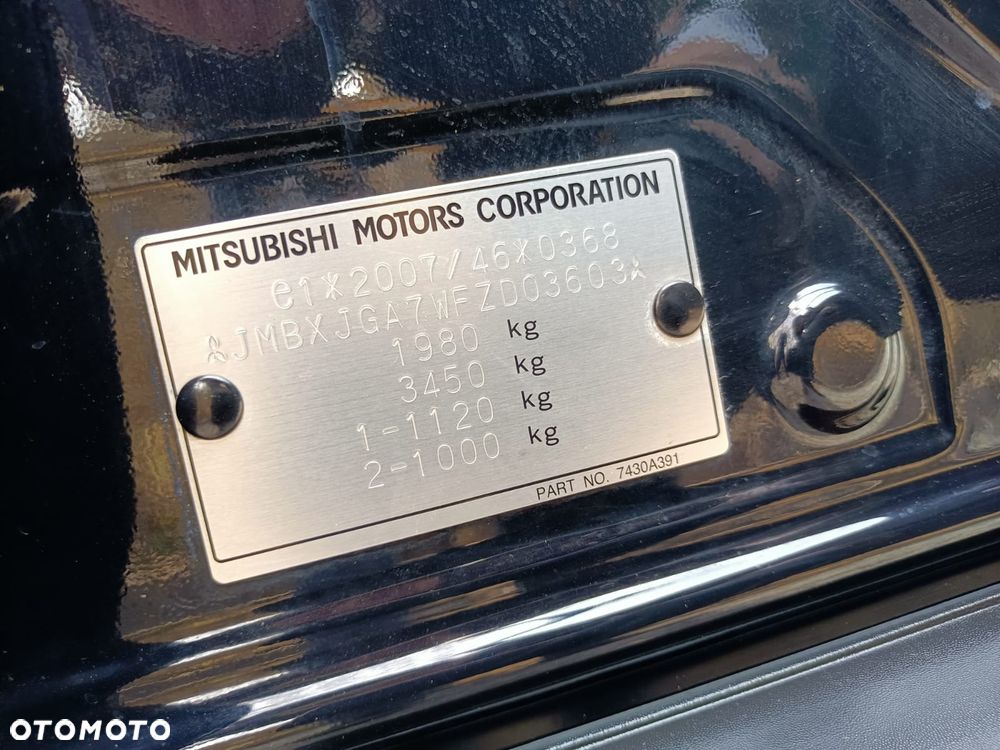 MITSUBISHI MOTORS CORPORATION
e1*2007/46*0368
JMBXJGA7WFZD03603
1980 kg
3450 kg
1-1120 kg
2-1000 kg
PART NO. 7430A391
OTOMOTO